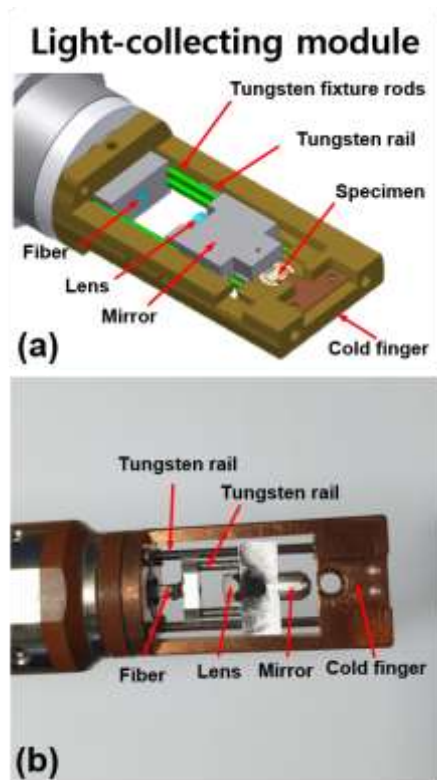 Light-collecting module
Tungsten fixture rods
Tungsten rail
Specimen
Fiber
Lens
Mirror
Cold finger
(a)
Tungsten rail
Tungsten rail
Fiber
Lens
Mirror
Cold finger
(b)